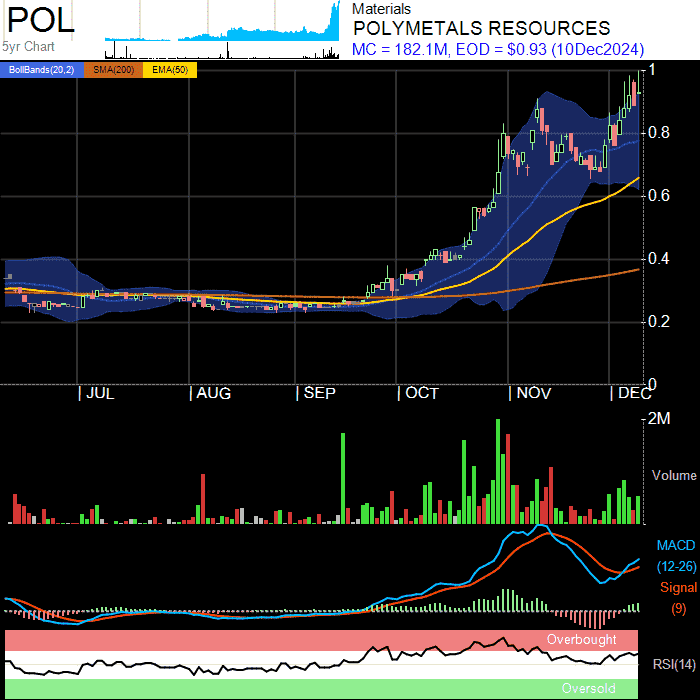 POL
5yr Chart
Materials
POLYMETALS RESOURCES
MC = 182.1M, EOD = $0.93 (10Dec2024)
BollBands(20,2) SMA(200) EMA(50)
1
0.8
0.6
0.4
0.2
0
JUL AUG SEP OCT NOV DEC
2M
Volume
MACD
(12-26)
Signal
(9)
Overbought
RSI(14)
Oversold